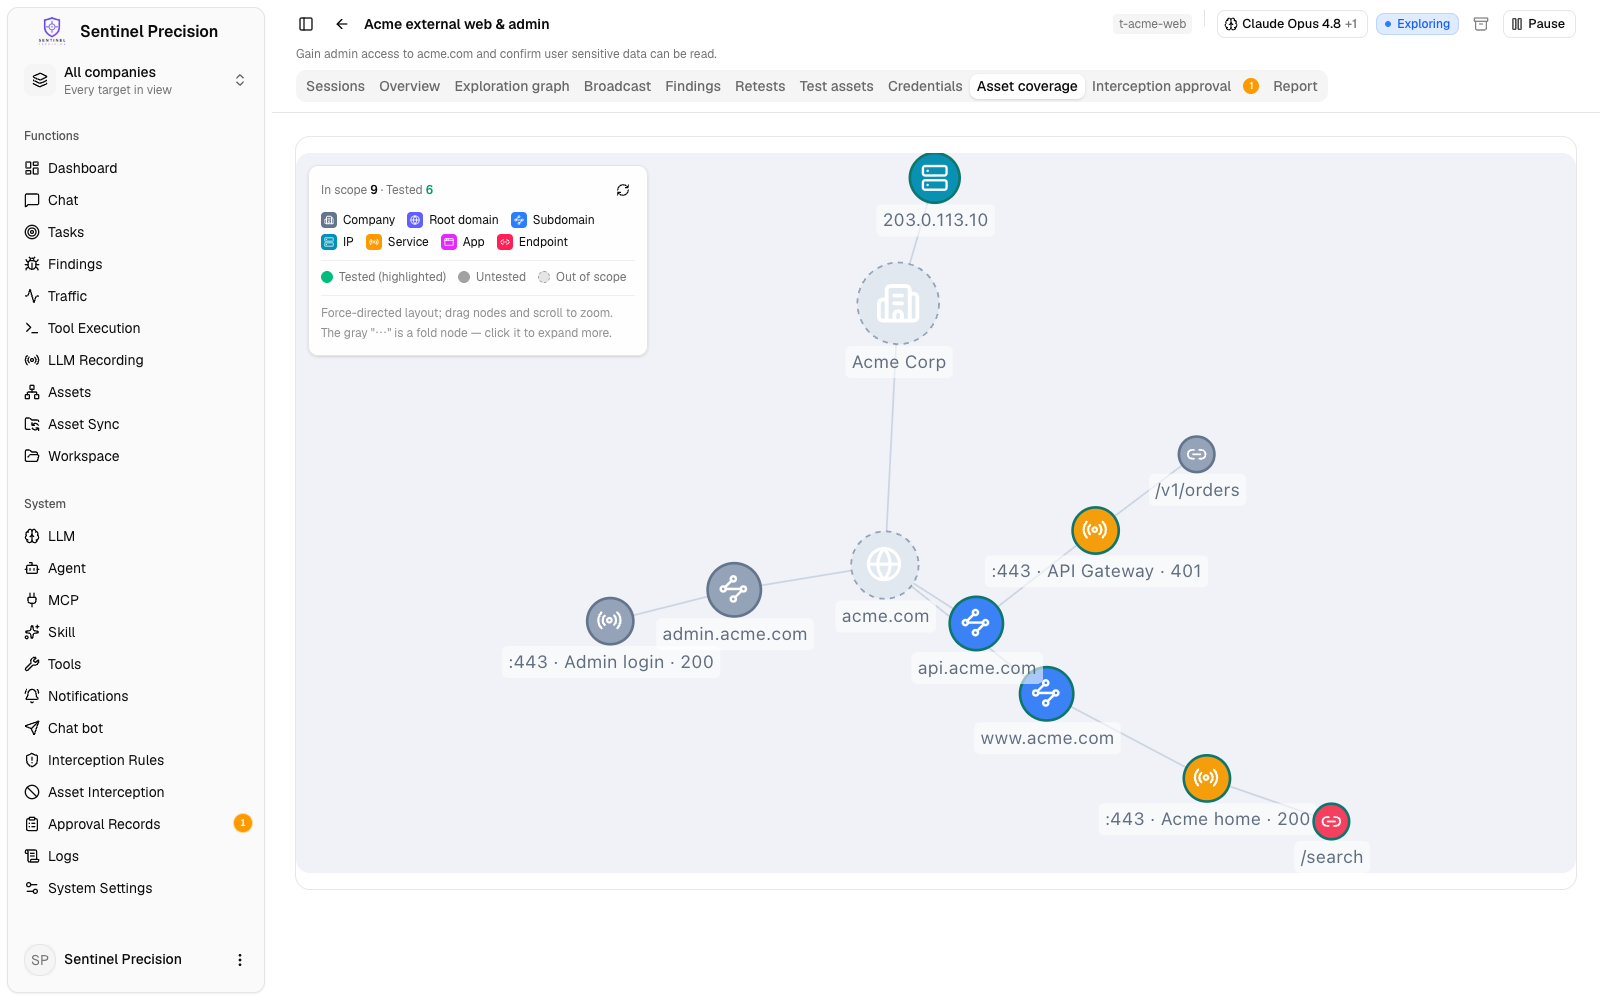 Sentinel Precision
All companies
Every target in view
Functions
Dashboard
Chat
Tasks
Findings
Traffic
Tool Execution
LLM Recording
Assets
Asset Sync
Workspace
System
LLM
Agent
MCP
Skill
Tools
Notifications
Chat bot
Interception Rules
Asset Interception
Approval Records 1
Logs
System Settings
SP Sentinel Precision
Acme external web & admin
t-acme-web Claude Opus 4.8 +1 Exploring Pause
Gain admin access to acme.com and confirm user sensitive data can be read.
Sessions Overview Exploration graph Broadcast Findings Retests Test assets Credentials Asset coverage Interception approval 1 Report
In scope 9 · Tested 6
Company Root domain Subdomain
IP Service App Endpoint
Tested (highlighted) Untested Out of scope
Force-directed layout; drag nodes and scroll to zoom.
The gray "···" is a fold node — click it to expand more.
203.0.113.10
Acme Corp
/v1/orders
:443 · API Gateway · 401
acme.com
admin.acme.com
:443 · Admin login · 200
api.acme.com
www.acme.com
:443 · Acme home · 200
/search